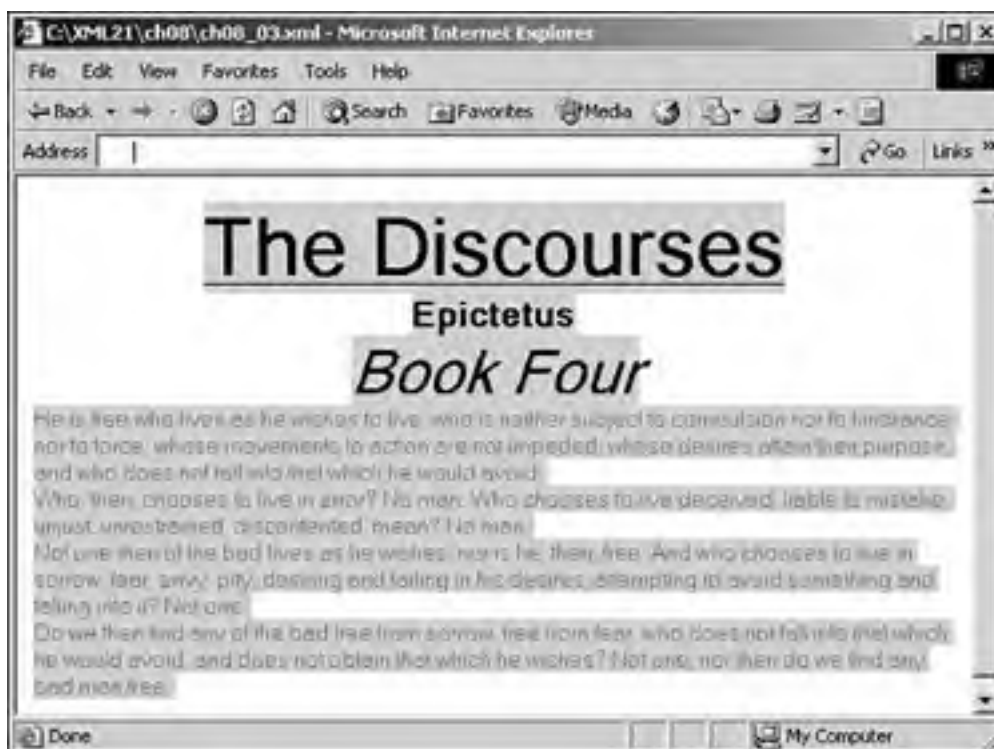 C:\XML21\ch08\ch08_03.xml - Microsoft Internet Explorer
File Edit View Favorites Tools Help
Back Search Favorites Media
Address Go Links »
The Discourses
Epictetus
Book Four
He is free who lives as he wishes to live; who is neither subject to compulsion nor to hindrance,
nor to force; whose movements to action are not impeded, whose desires attain their purpose,
and who does not fall into that which he would avoid.
Who, then, chooses to live in error? No man. Who chooses to live deceived, liable to mistake,
unjust, unrestrained, discontented, mean? No man.
Not one then of the bad lives as he wishes; nor is he, then, free. And who chooses to live in
sorrow, fear, envy, pity, desiring and failing in his desires, attempting to avoid something and
falling into it? Not one.
Do we then find any of the bad free from sorrow, free from fear, who does not fall into that which
he would avoid, and does not obtain that which he wishes? Not one; nor then do we find any
bad man free.
Done My Computer